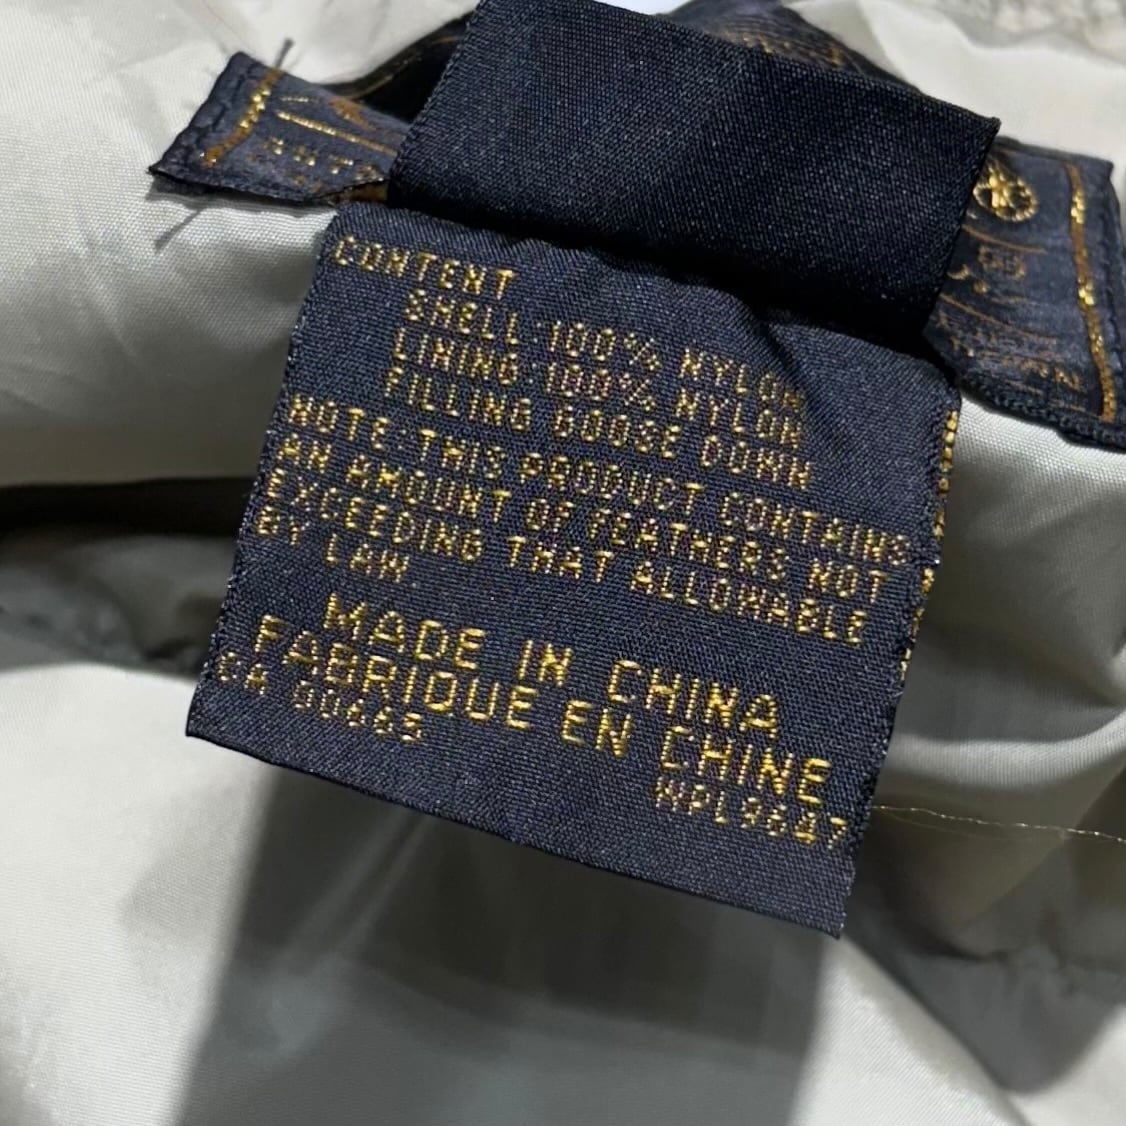 CONTENT
SHELL:100% NYLON
LINING:100% NYLON
FILLING GOOSE DOWN
NOTE:THIS PRODUCT CONTAINS
AN AMOUNT OF FEATHERS NOT
EXCEEDING THAT ALLOWABLE
BY LAW.
MADE IN CHINA
FABRIQUE EN CHINE
CA 00665
WPL9647